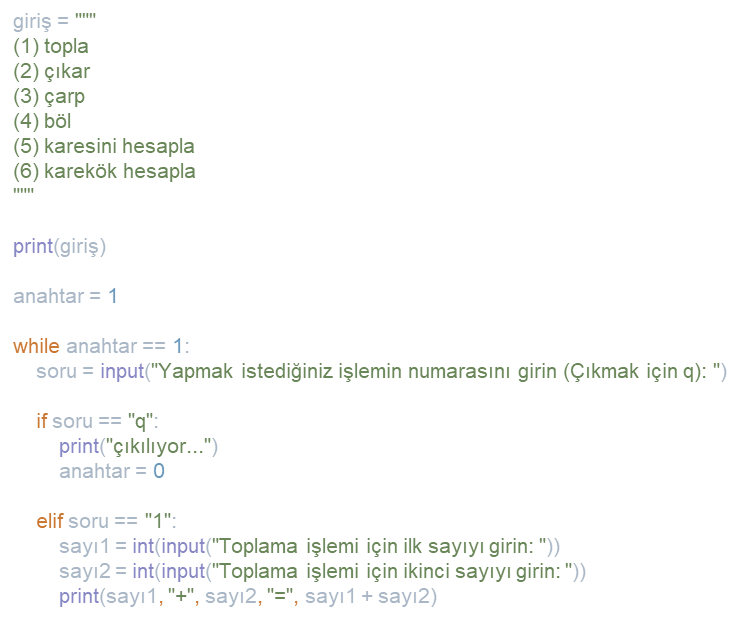 giriş = """
(1) topla
(2) çıkar
(3) çarp
(4) böl
(5) karesini hesapla
(6) karekök hesapla
"""
print(giriş)
anahtar = 1
while anahtar == 1:
    soru = input("Yapmak istediğiniz işlemin numarasını girin (Çıkmak için q): ")
    if soru == "q":
        print("çıkılıyor...")
        anahtar = 0
    elif soru == "1":
        sayı1 = int(input("Toplama işlemi için ilk sayıyı girin: "))
        sayı2 = int(input("Toplama işlemi için ikinci sayıyı girin: "))
        print(sayı1, "+", sayı2, "=", sayı1 + sayı2)